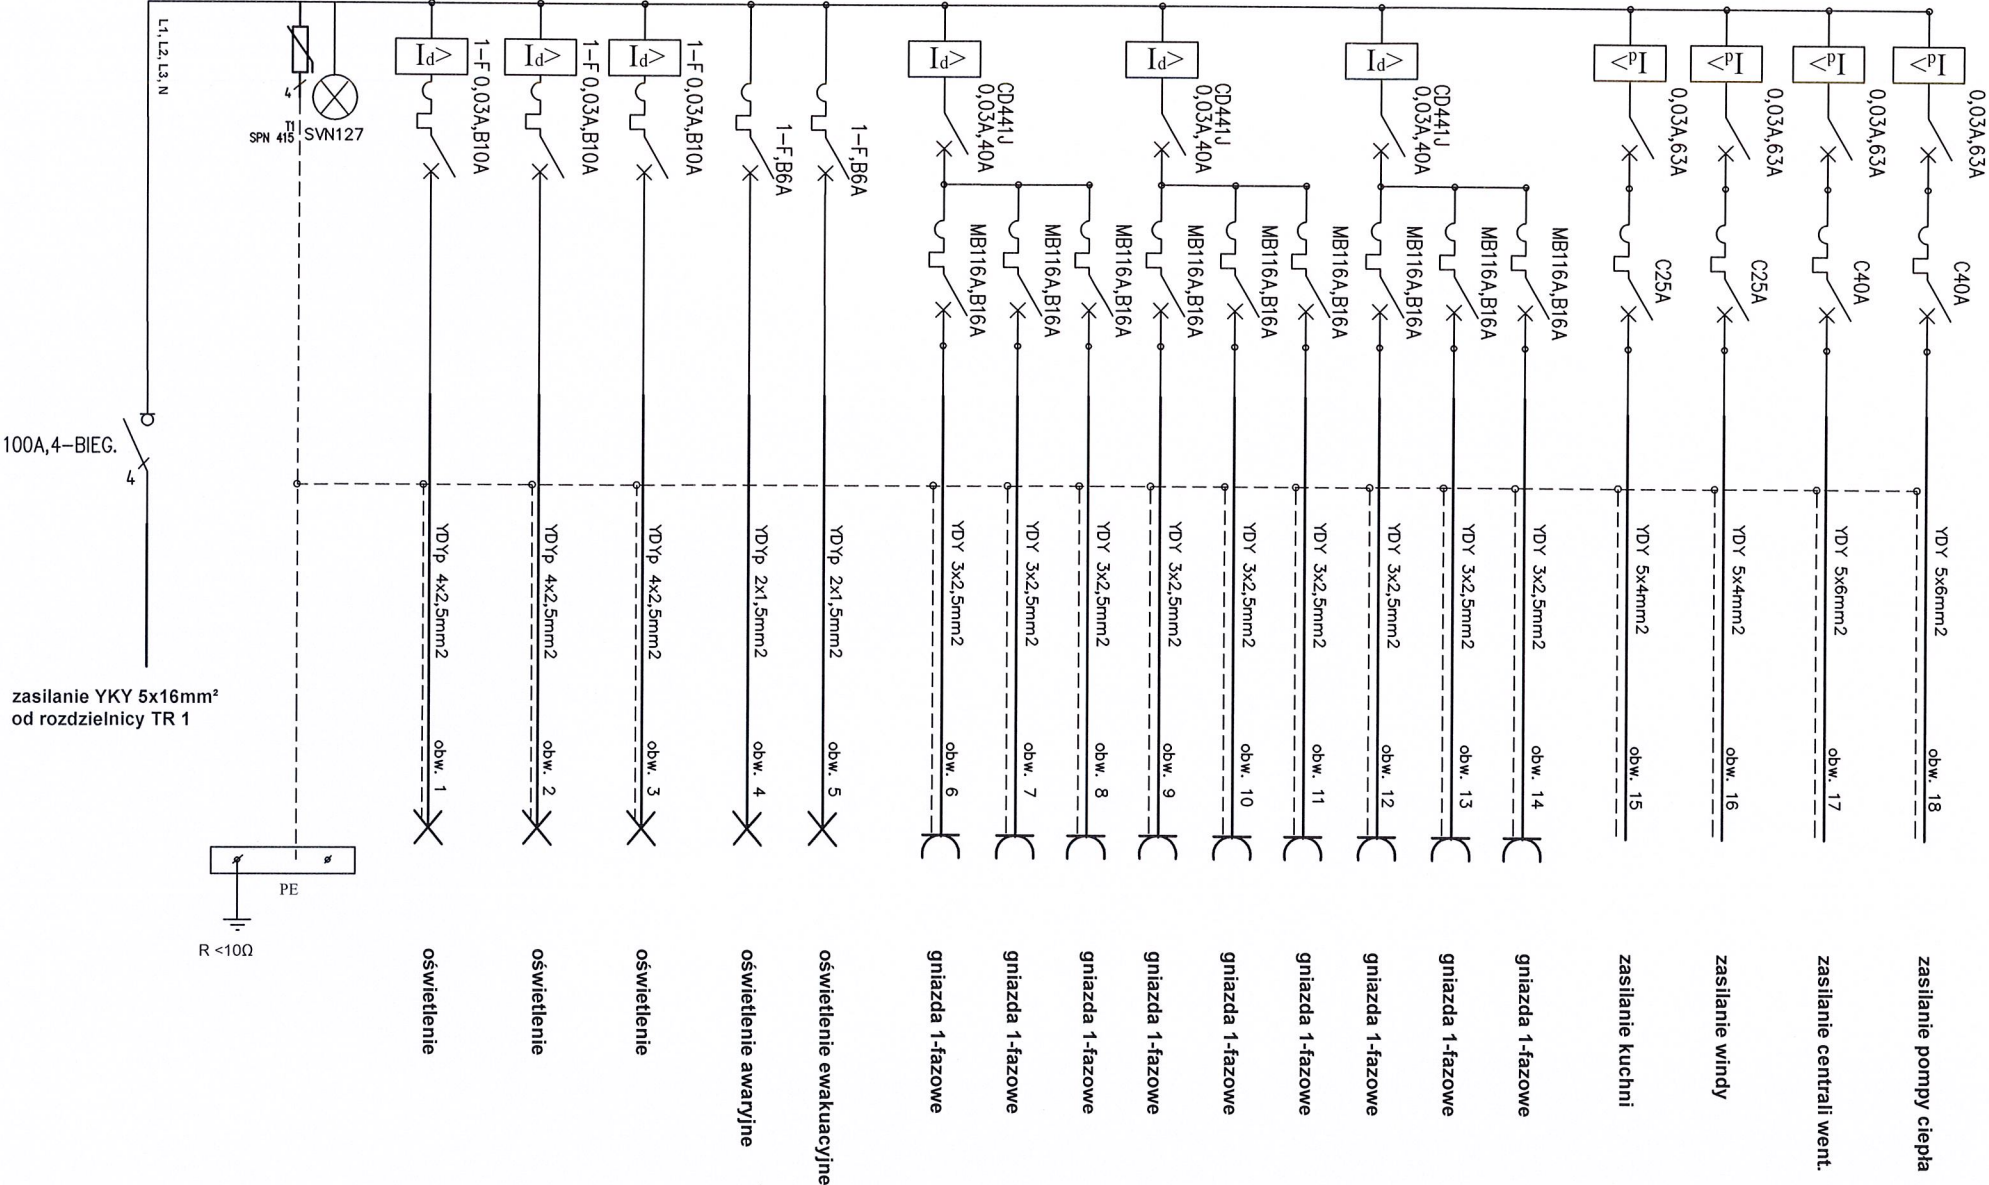 L1, L2, L3, N
4
T1
SPN 415
SVN127
Id>
1-F 0,03A,B10A
Id>
1-F 0,03A,B10A
Id>
1-F 0,03A,B10A
1-F,B6A
1-F,B6A
Id>
CD441J
0,03A,40A
Id>
CD441J
0,03A,40A
Id>
CD441J
0,03A,40A
Id>
0,03A,63A
Id>
0,03A,63A
Id>
0,03A,63A
Id>
0,03A,63A
MB116A,B16A
MB116A,B16A
MB116A,B16A
MB116A,B16A
MB116A,B16A
MB116A,B16A
MB116A,B16A
MB116A,B16A
MB116A,B16A
C25A
C25A
C40A
C40A
100A,4-BIEG.
4
zasilanie YKY 5x16mm²
od rozdzielnicy TR 1
YDYp 4x2,5mm2 obw. 1
YDYp 4x2,5mm2 obw. 2
YDYp 4x2,5mm2 obw. 3
YDYp 2x1,5mm2 obw. 4
YDYp 2x1,5mm2 obw. 5
YDY 3x2,5mm2 obw. 6
YDY 3x2,5mm2 obw. 7
YDY 3x2,5mm2 obw. 8
YDY 3x2,5mm2 obw. 9
YDY 3x2,5mm2 obw. 10
YDY 3x2,5mm2 obw. 11
YDY 3x2,5mm2 obw. 12
YDY 3x2,5mm2 obw. 13
YDY 3x2,5mm2 obw. 14
YDY 5x4mm2 obw. 15
YDY 5x4mm2 obw. 16
YDY 5x6mm2 obw. 17
YDY 5x6mm2 obw. 18
PE
R <10Ω
oświetlenie
oświetlenie
oświetlenie
oświetlenie awaryjne
oświetlenie ewakuacyjne
gniazda 1-fazowe
gniazda 1-fazowe
gniazda 1-fazowe
gniazda 1-fazowe
gniazda 1-fazowe
gniazda 1-fazowe
gniazda 1-fazowe
gniazda 1-fazowe
gniazda 1-fazowe
zasilanie kuchni
zasilanie windy
zasilanie centrali went.
zasilanie pompy ciepła